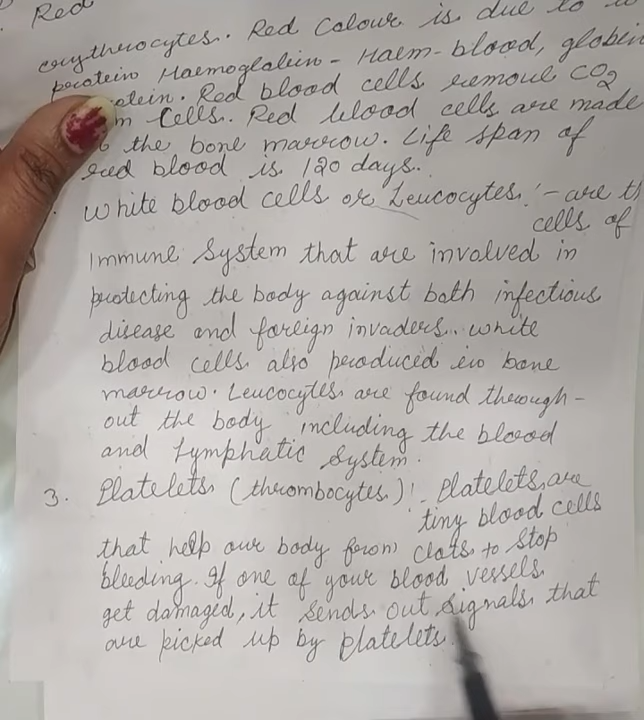 Red
erythrocytes. Red Colour is due to
protein Haemoglobin - Haem-blood, globin
otein. Red blood cells remove CO2
m Cells. Red blood cells are made
the bone marrow. Life span of
red blood is 120 days.
White blood cells or Leucocytes :- are th
cells of
Immune System that are involved in
protecting the body against both infectious
disease and foreign invaders. white
blood cells also produced in bone
marrow. Leucocytes are found through-
out the body including the blood
and Lymphatic System.
3. Platelets (thrombocytes) :- Platelets are
tiny blood cells
that help our body form clots to stop
bleeding. If one of your blood vessels
get damaged, it sends out signals that
are picked up by platelets.